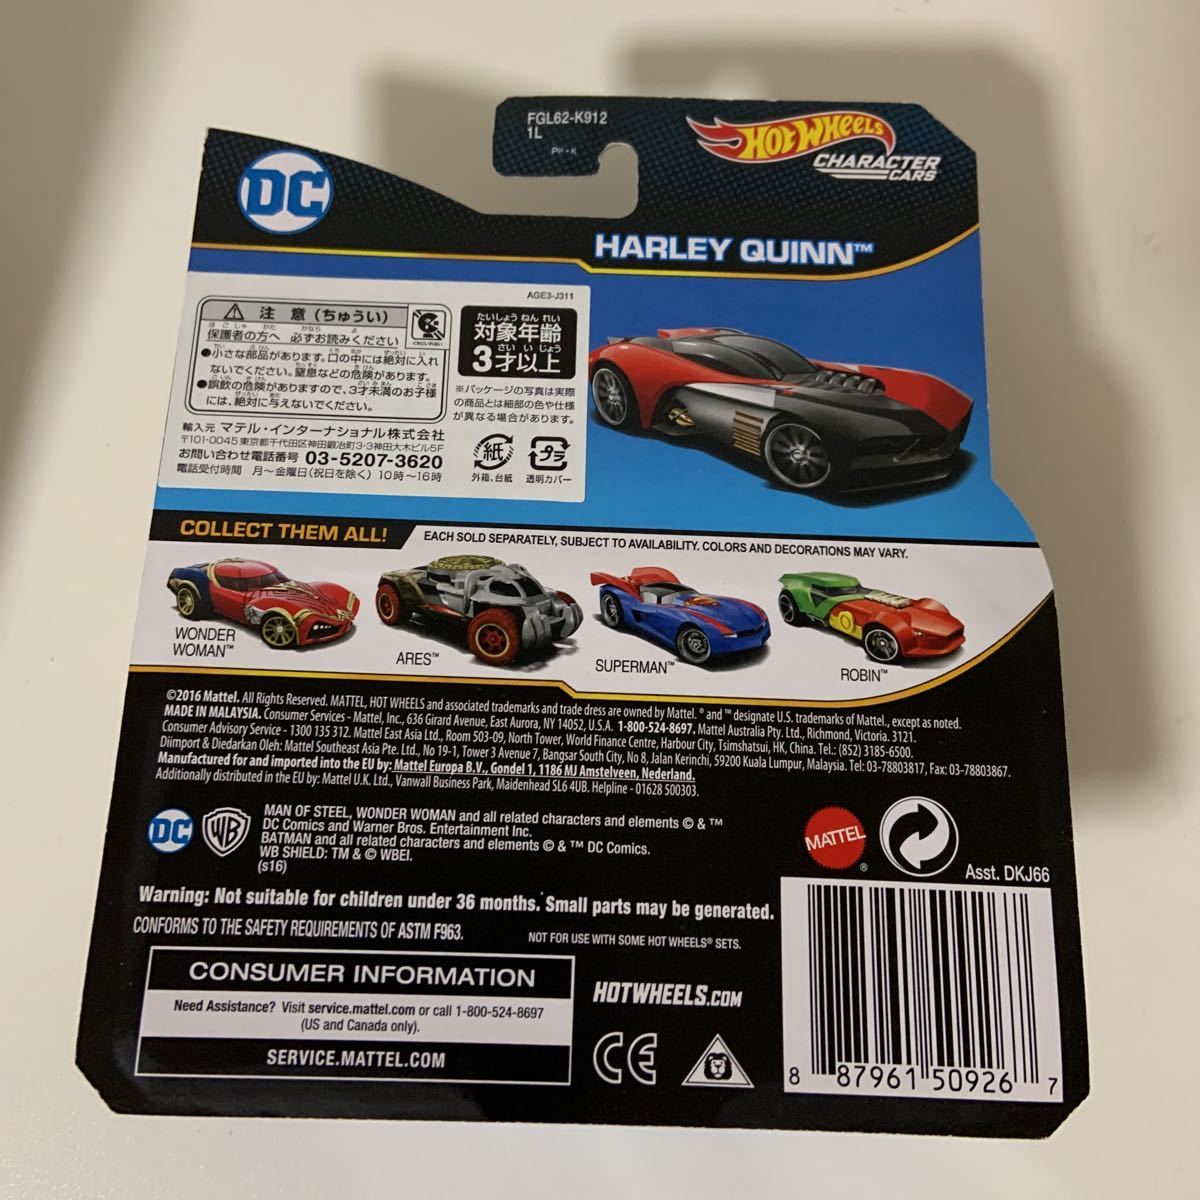 FGL62-K912
1L
PP-K
HOT WHEELS
CHARACTER
CARS
DC
HARLEY QUINN™
AGE3-J311
注意(ちゅうい)
保護者の方へ 必ずお読みください
●小さな部品があります。口の中には絶対に入れ
ないでください。窒息などの危険があります。
●誤飲の危険がありますので、3才未満のお子様
には、絶対に与えないでください。
たいしょうねんれい
対象年齢
さいいじょう
3才以上
※パッケージの写真は実際
の商品とは細部の色や仕様
が異なる場合があります。
輸入元 マテル・インターナショナル株式会社
〒101-0045 東京都千代田区神田鍛冶町3-3神田大木ビル5F
お問い合わせ電話番号 03-5207-3620
電話受付時間 月〜金曜日(祝日を除く) 10時〜16時
紙
外箱、台紙
プラ
透明カバー
COLLECT THEM ALL!
EACH SOLD SEPARATELY, SUBJECT TO AVAILABILITY. COLORS AND DECORATIONS MAY VARY.
WONDER
WOMAN™
ARES™
SUPERMAN™
ROBIN™
©2016 Mattel. All Rights Reserved. MATTEL, HOT WHEELS and associated trademarks and trade dress are owned by Mattel. ® and ™ designate U.S. trademarks of Mattel., except as noted.
MADE IN MALAYSIA. Consumer Services - Mattel, Inc., 636 Girard Avenue, East Aurora, NY 14052, U.S.A. 1-800-524-8697. Mattel Australia Pty. Ltd., Richmond, Victoria. 3121.
Consumer Advisory Service - 1300 135 312. Mattel East Asia Ltd., Room 503-09, North Tower, World Finance Centre, Harbour City, Tsimshatsui, HK, China. Tel.: (852) 3185-6500.
Diimport & Diedarkan Oleh: Mattel Southeast Asia Pte. Ltd., No 19-1, Tower 3 Avenue 7, Bangsar South City, No 8, Jalan Kerinchi, 59200 Kuala Lumpur, Malaysia. Tel: 03-78803817, Fax: 03-78803867.
Manufactured for and imported into the EU by: Mattel Europa B.V., Gondel 1, 1186 MJ Amstelveen, Nederland.
Additionally distributed in the EU by: Mattel U.K. Ltd., Vanwall Business Park, Maidenhead SL6 4UB. Helpline - 01628 500303.
DC
WB
MAN OF STEEL, WONDER WOMAN and all related characters and elements © & ™
DC Comics and Warner Bros. Entertainment Inc.
BATMAN and all related characters and elements © & ™ DC Comics.
WB SHIELD: TM & © WBEI.
(s16)
MATTEL®
Asst. DKJ66
Warning: Not suitable for children under 36 months. Small parts may be generated.
CONFORMS TO THE SAFETY REQUIREMENTS OF ASTM F963.
NOT FOR USE WITH SOME HOT WHEELS® SETS.
CONSUMER INFORMATION
Need Assistance? Visit service.mattel.com or call 1-800-524-8697
(US and Canada only).
SERVICE.MATTEL.COM
HOTWHEELS.COM
CE
8 87961 50926 7